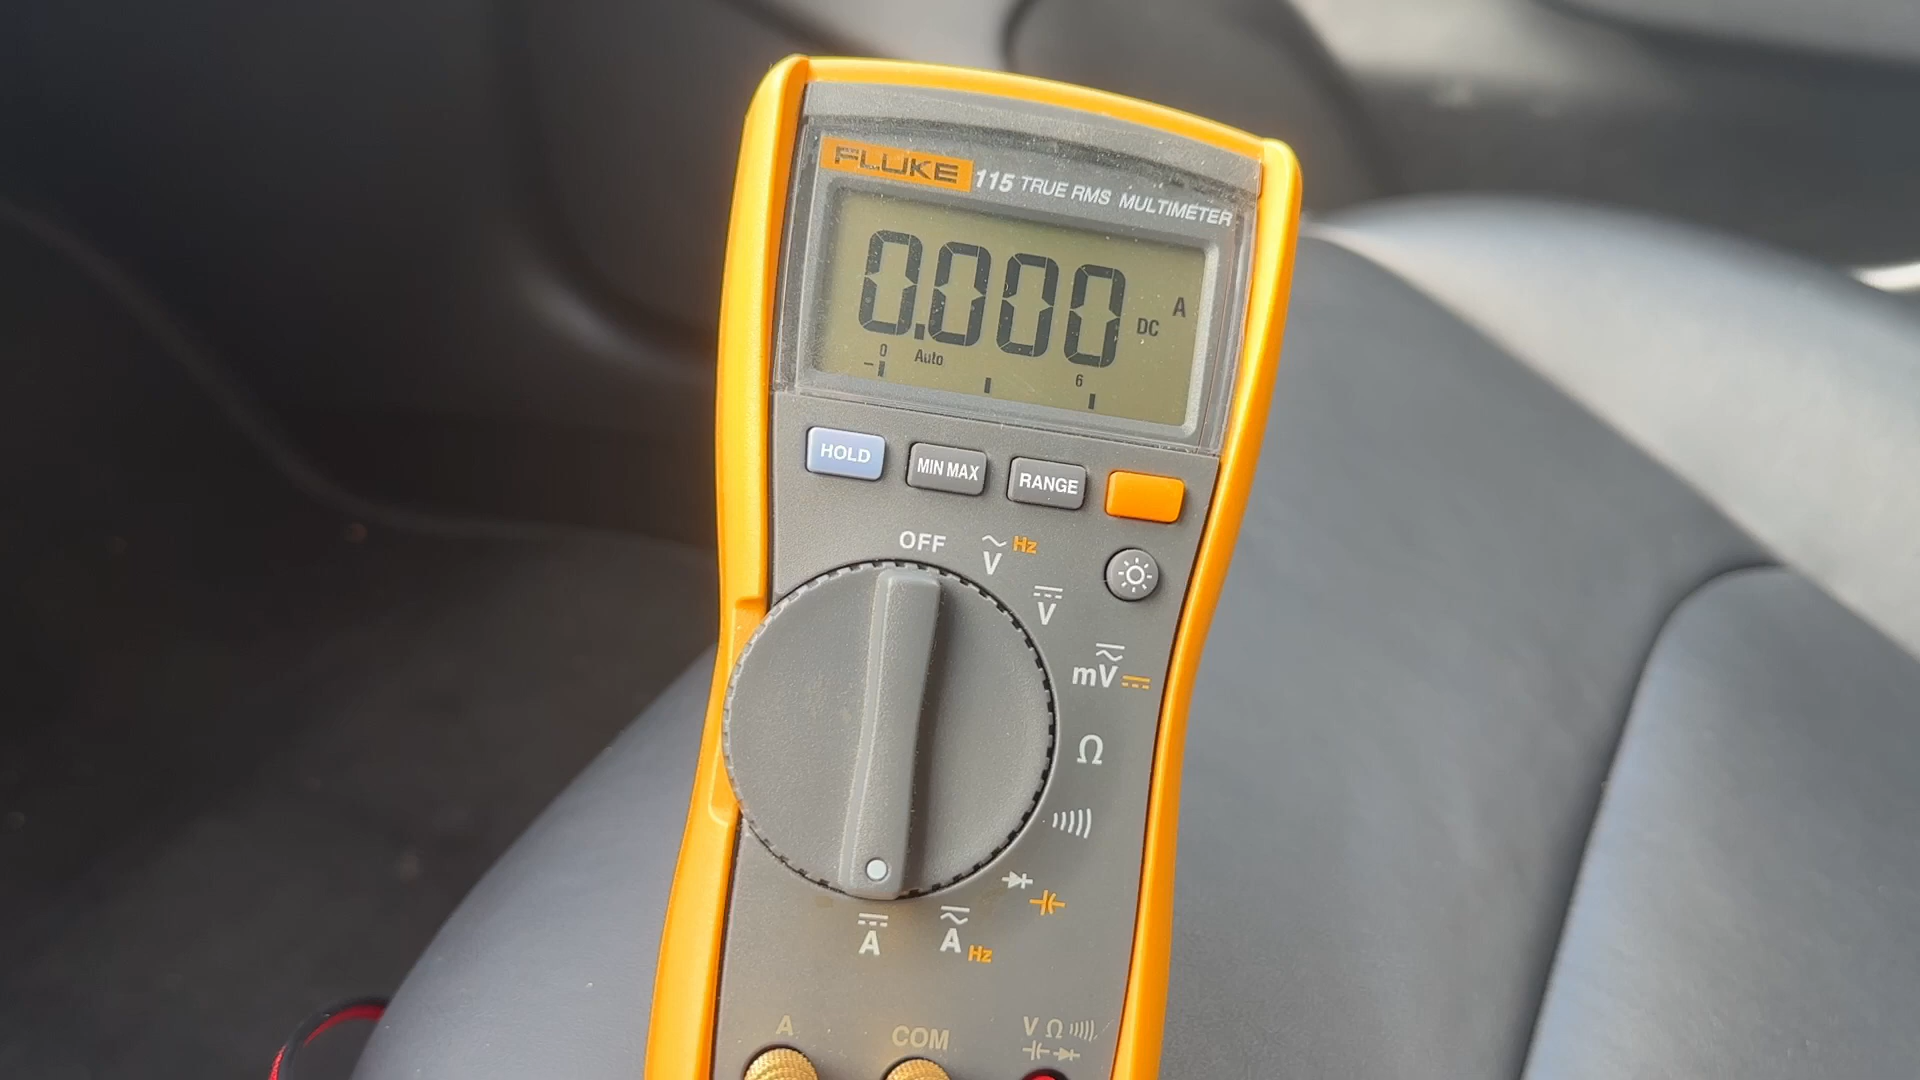 FLUKE 115 TRUE RMS MULTIMETER
0.000 DC A
0 Auto 6
HOLD MIN MAX RANGE
OFF V Hz
V
mV
Ω
A A Hz
A COM V Ω